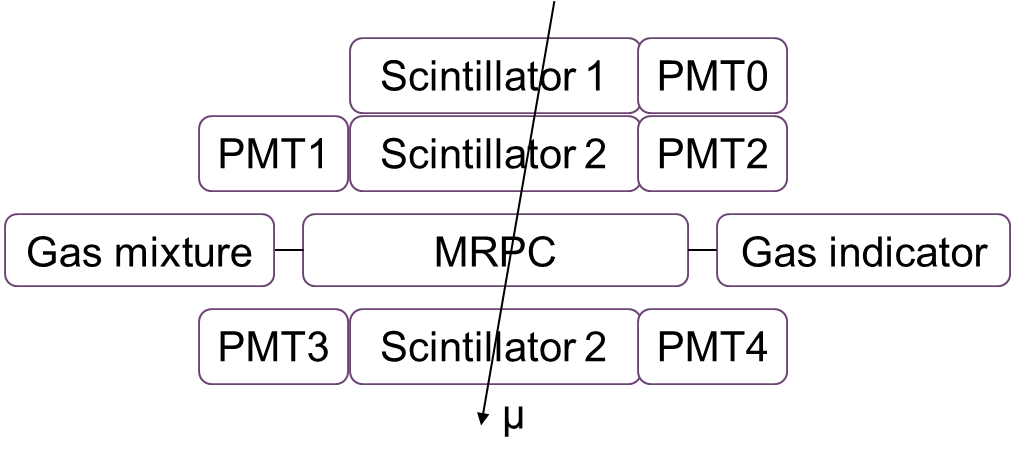 Scintillator 1 PMT0
PMT1 Scintillator 2 PMT2
Gas mixture MRPC Gas indicator
PMT3 Scintillator 2 PMT4
μ